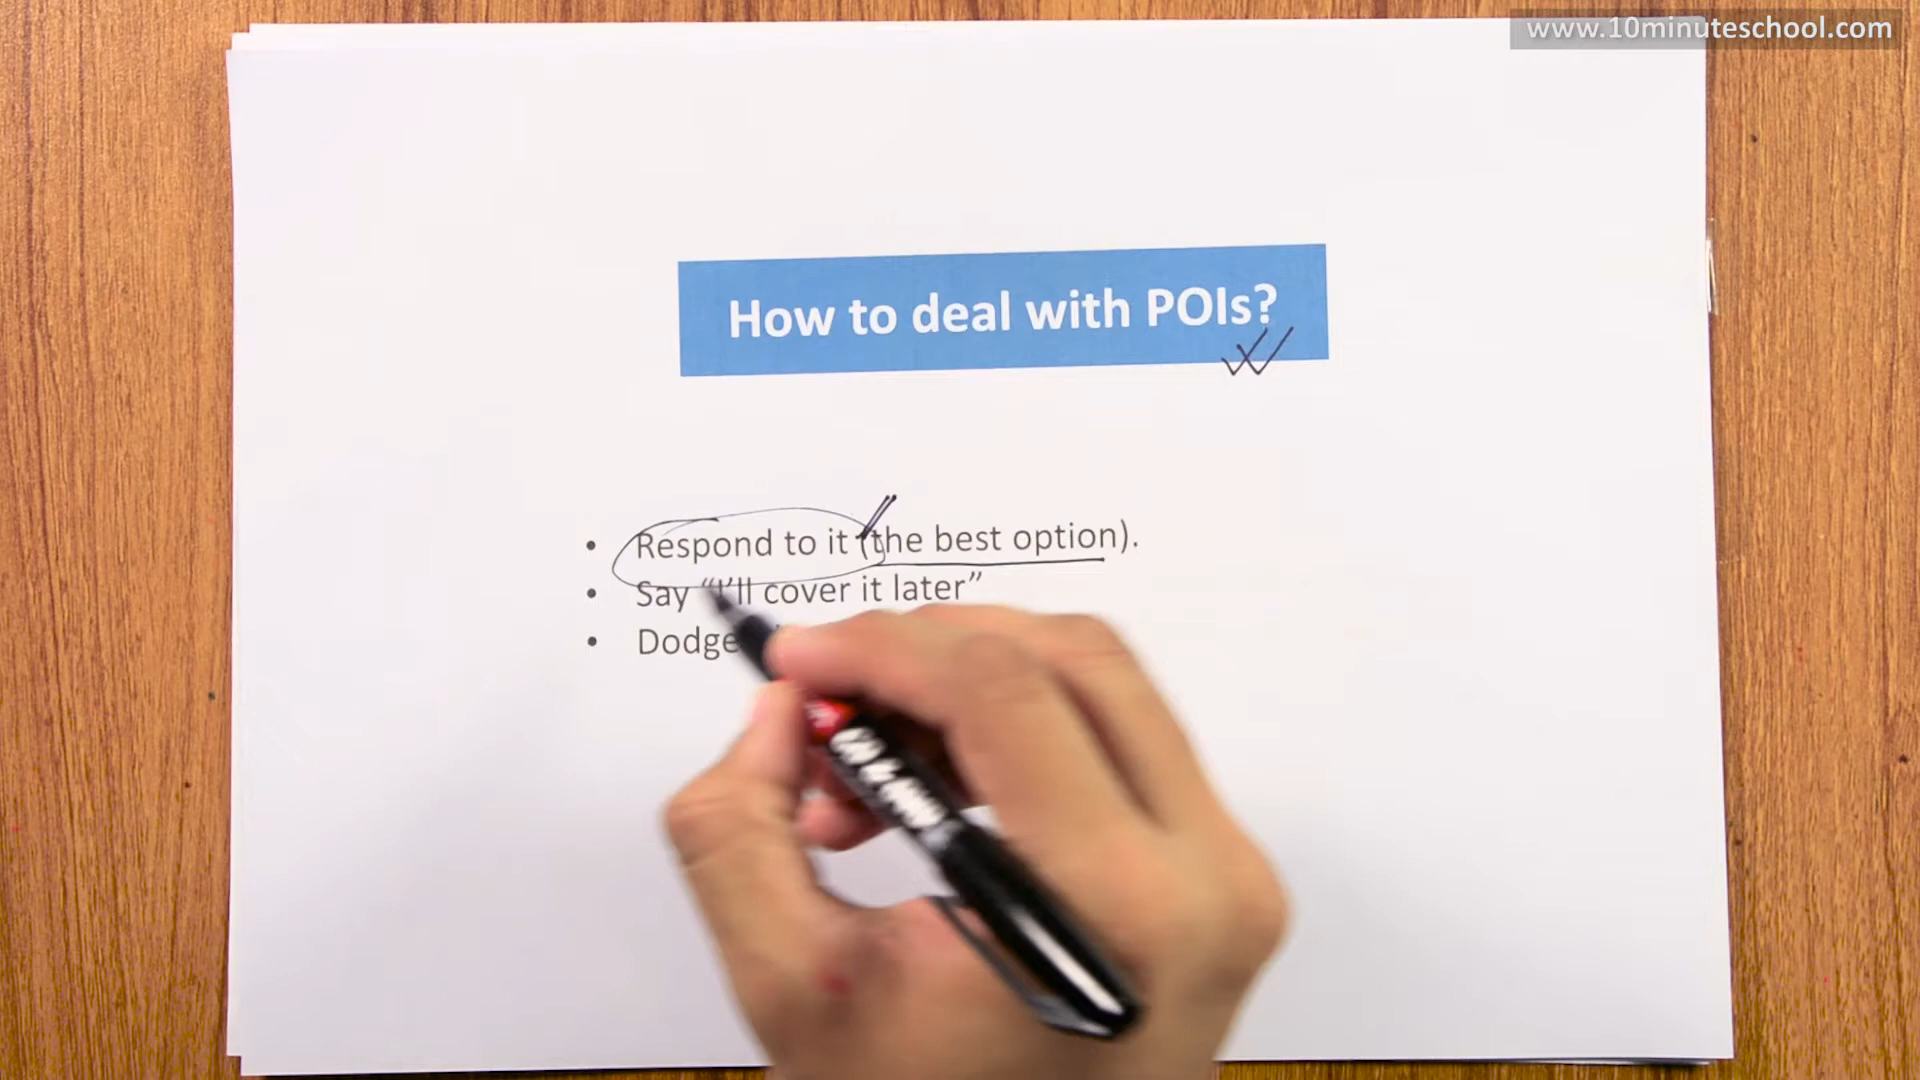 www.10minuteschool.com
How to deal with POIs?
• Respond to it (the best option).
• Say “I’ll cover it later”
• Dodge